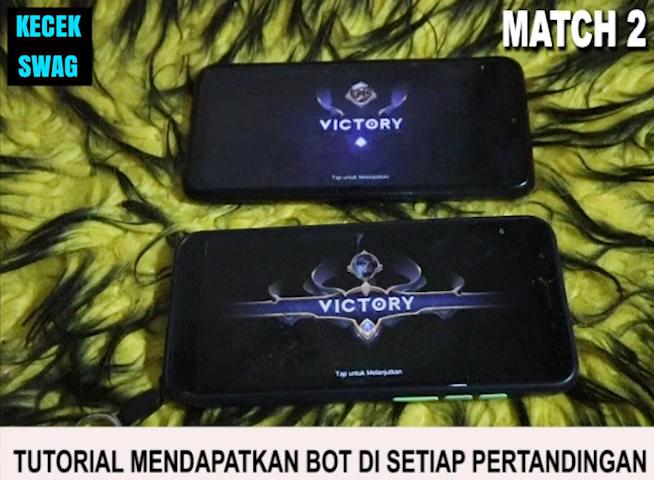 KECEK
SWAG
MATCH 2
VICTORY
Tap untuk Melanjutkan
VICTORY
Tap untuk Melanjutkan
TUTORIAL MENDAPATKAN BOT DI SETIAP PERTANDINGAN